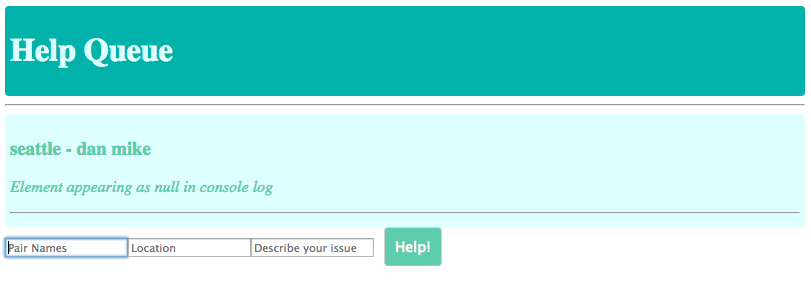 Help Queue
seattle - dan mike
Element appearing as null in console log
Pair Names Location Describe your issue Help!